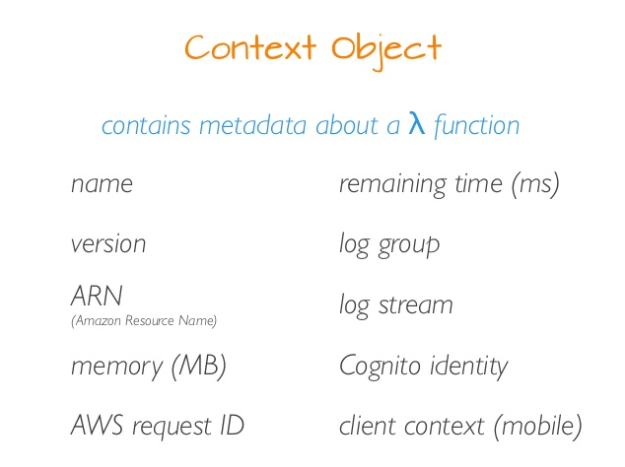 Context Object
contains metadata about a λ function
name
version
ARN
(Amazon Resource Name)
memory (MB)
AWS request ID
remaining time (ms)
log group
log stream
Cognito identity
client context (mobile)